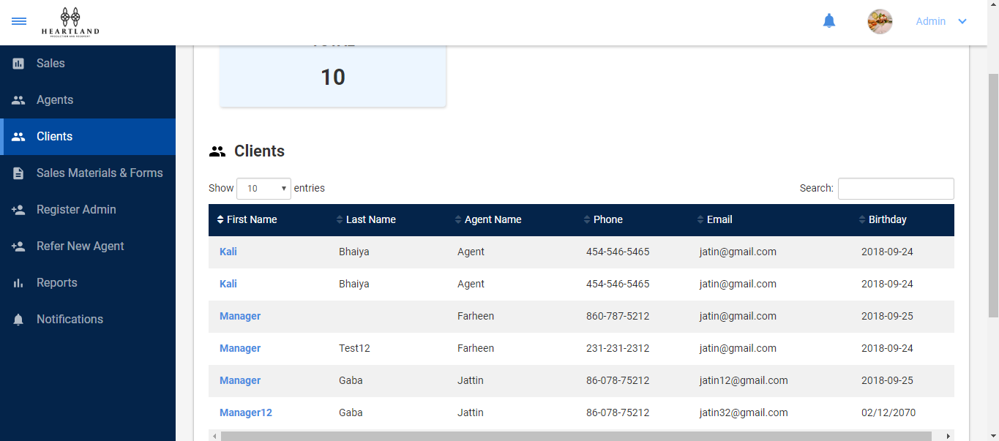 HEARTLAND
Admin
Sales
Agents
Clients
Sales Materials & Forms
Register Admin
Refer New Agent
Reports
Notifications
10
Clients
Show 10 entries
Search:
First Name Last Name Agent Name Phone Email Birthday
Kali Bhaiya Agent 454-546-5465 jatin@gmail.com 2018-09-24
Kali Bhaiya Agent 454-546-5465 jatin@gmail.com 2018-09-24
Manager Farheen 860-787-5212 jatin@gmail.com 2018-09-25
Manager Test12 Farheen 231-231-2312 jatin@gmail.com 2018-09-24
Manager Gaba Jattin 86-078-75212 jatin12@gmail.com 2018-09-25
Manager12 Gaba Jattin 86-078-75212 jatin32@gmail.com 02/12/2070